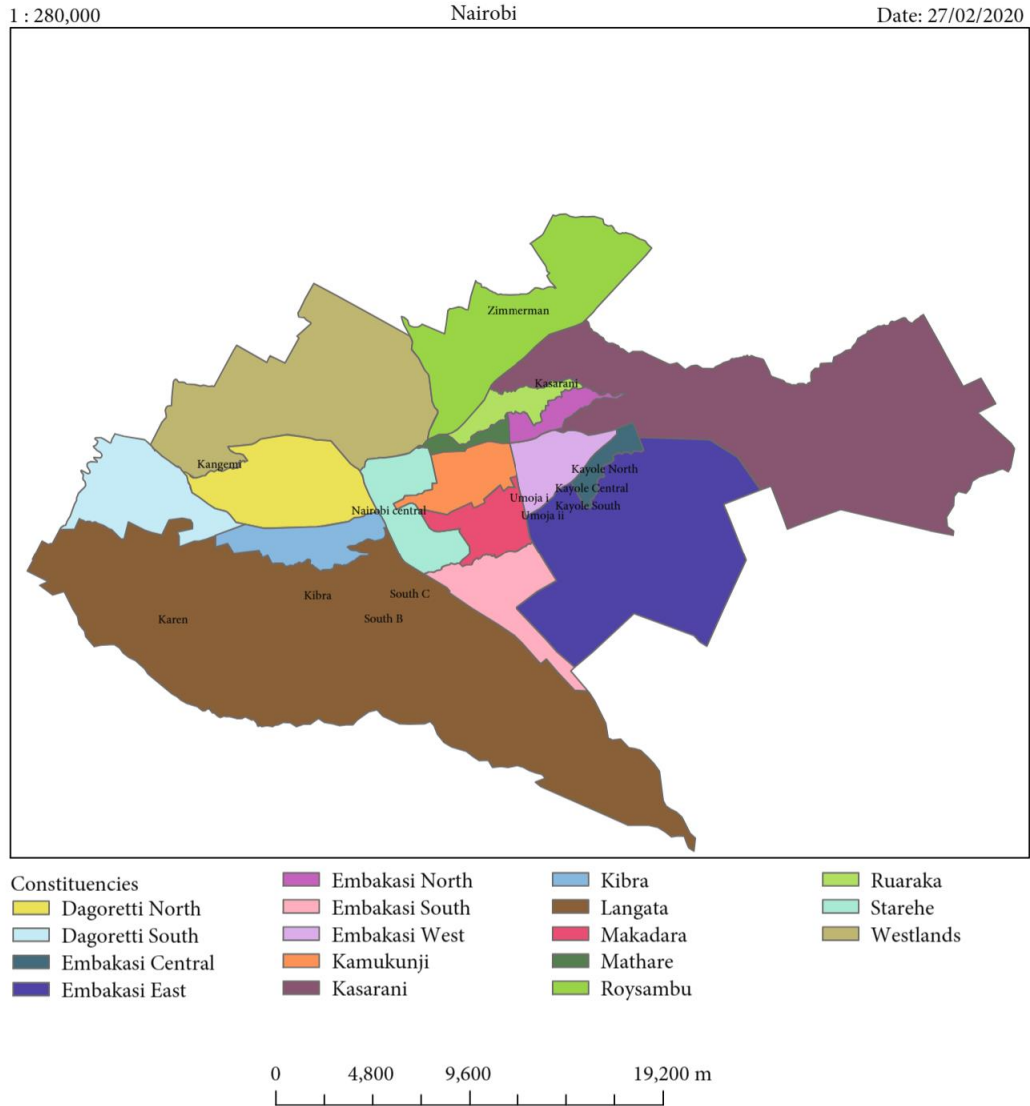 1 : 280,000 Nairobi Date: 27/02/2020
Zimmerman
Kasarani
Kangemi
Kayole North
Kayole Central
Umoja i
Kayole South
Nairobi central
Umoja ii
South C
Kibra
Karen
South B
Constituencies
Dagoretti North
Dagoretti South
Embakasi Central
Embakasi East
Embakasi North
Embakasi South
Embakasi West
Kamukunji
Kasarani
Kibra
Langata
Makadara
Mathare
Roysambu
Ruaraka
Starehe
Westlands
0 4,800 9,600 19,200 m